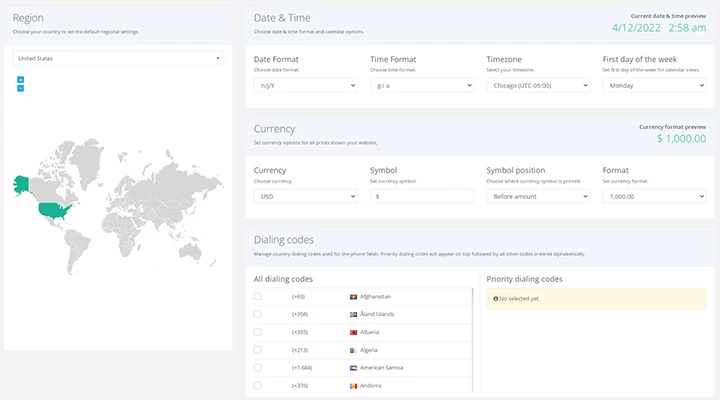 Region
Choose your country to set the default regional settings.
United States
+
−
Date & Time
Choose date & time format and calendar options.
Current date & time preview
4/12/2022 2:58 am
Date Format
Choose date format.
n/j/Y
Time Format
Choose time format.
g:i a
Timezone
Select your timezone.
Chicago (UTC-05:00)
First day of the week
Set first day of the week for calendar views.
Monday
Currency
Set currency options for all prices shown your website,
Currency format preview
$ 1,000.00
Currency
Choose currency.
USD
Symbol
Set currency symbol.
$
Symbol position
Choose where currency symbol is printed.
Before amount
Format
Set currency format.
1,000.00
Dialing codes
Manage country dialing codes used for the phone fields. Priority dialing codes will appear on top followed by all other codes ordered alphabetically.
All dialing codes
(+93) Afghanistan
(+358) Åland Islands
(+355) Albania
(+213) Algeria
(+1 684) American Samoa
(+376) Andorra
Priority dialing codes
No selected yet.